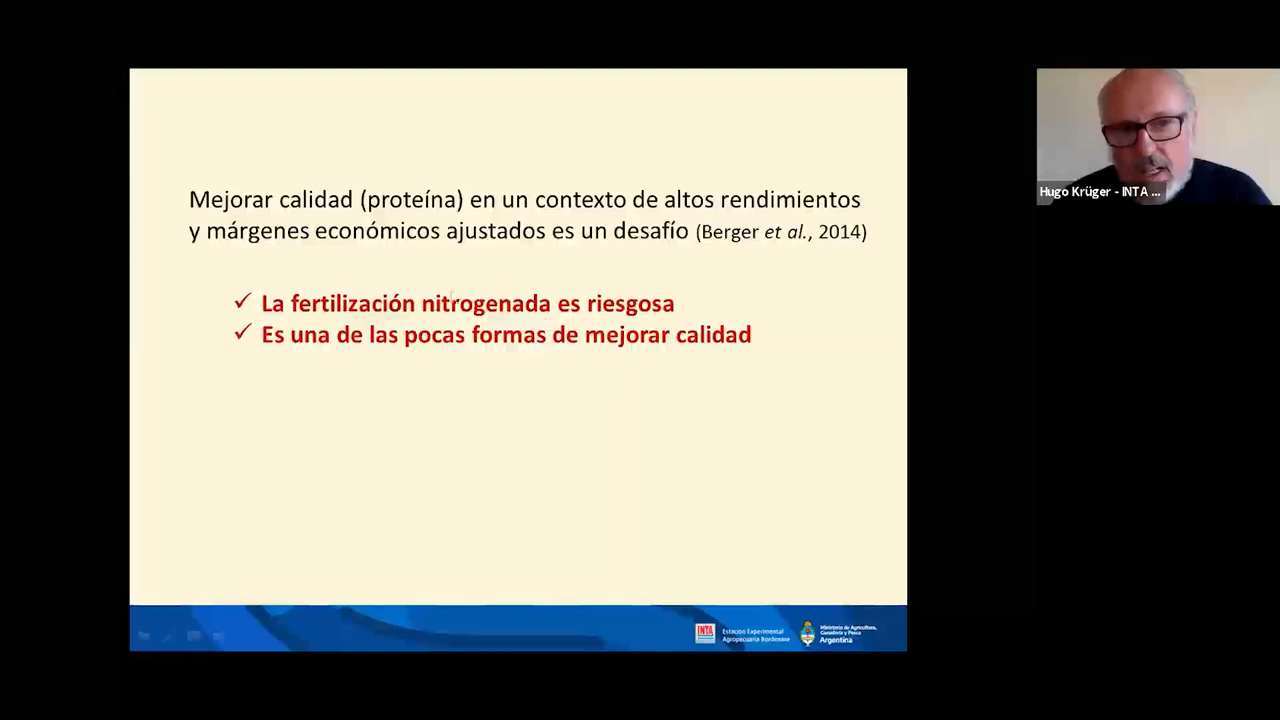 Mejorar calidad (proteína) en un contexto de altos rendimientos
y márgenes económicos ajustados es un desafío (Berger et al., 2014)
✓ La fertilización nitrogenada es riesgosa
✓ Es una de las pocas formas de mejorar calidad
Hugo Krüger - INTA ...
INTA
Estación Experimental
Agropecuaria Bordenave
Ministerio de Agricultura,
Ganadería y Pesca
Argentina